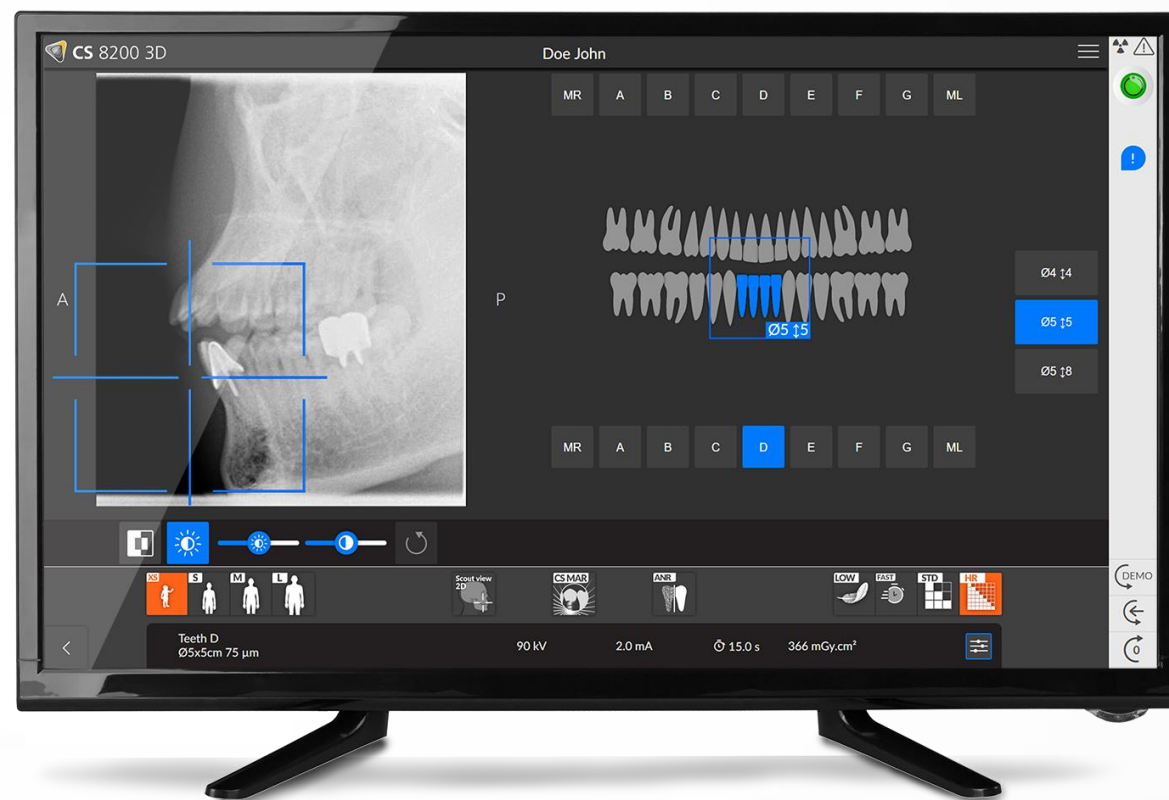 CS 8200 3D
Doe John
MR A B C D E F G ML
A
P
Ø4 ↕4
Ø5 ↕5
Ø5 ↕8
Ø5 ↕5
MR A B C D E F G ML
XS S M L
Scout view
2D
CS MAR
ANR
LOW FAST STD HR
DEMO
Teeth D
Ø5x5cm 75 µm
90 kV 2.0 mA 15.0 s 366 mGy.cm²
0